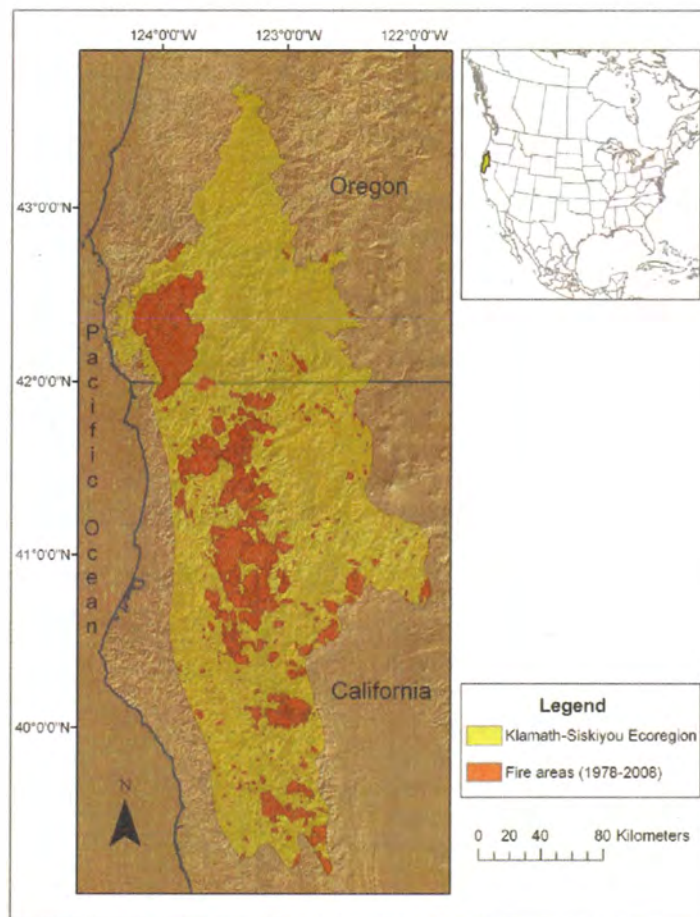 124°0'0"W 123°0'0"W 122°0'0"W
43°0'0"N
42°0'0"N
41°0'0"N
40°0'0"N
Oregon
Pacific Ocean
California
N
Legend
Klamath-Siskiyou Ecoregion
Fire areas (1978-2008)
0 20 40 80 Kilometers